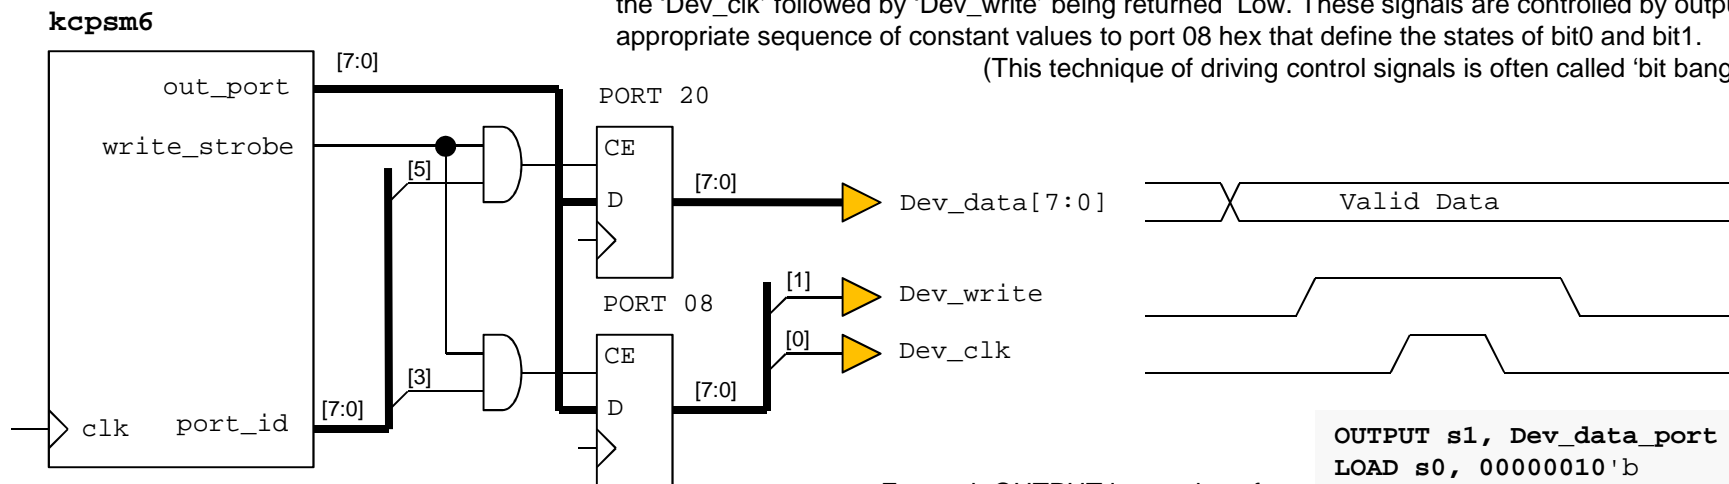 the ‘Dev_clk’ followed by ‘Dev_write’ being returned ‘Low. These signals are controlled by
appropriate sequence of constant values to port 08 hex that define the states of bit0 and bit1.
(This technique of driving control signals is often called ‘bit
kcpsm6
[7:0]
out_port
PORT 20
write_strobe
CE
[5]
[7:0]
D
Dev_data[7:0]
Valid Data
[1]
Dev_write
PORT 08
[0]
CE
Dev_clk
[3]
[7:0]
[7:0]
D
clk
port_id
OUTPUT s1, Dev_data_port
LOAD s0, 00000010'b